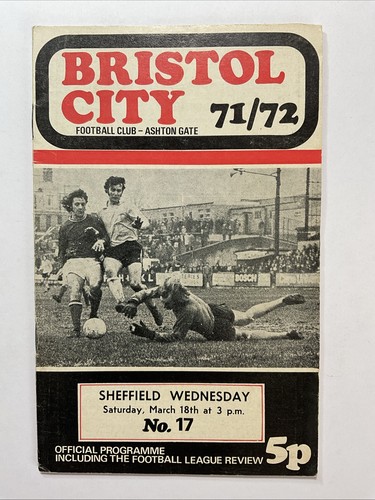 BRISTOL
CITY 71/72
FOOTBALL CLUB – ASHTON GATE
BOSCH
SHEFFIELD WEDNESDAY
Saturday, March 18th at 3 p.m.
No. 17
OFFICIAL PROGRAMME
INCLUDING THE FOOTBALL LEAGUE REVIEW 5p